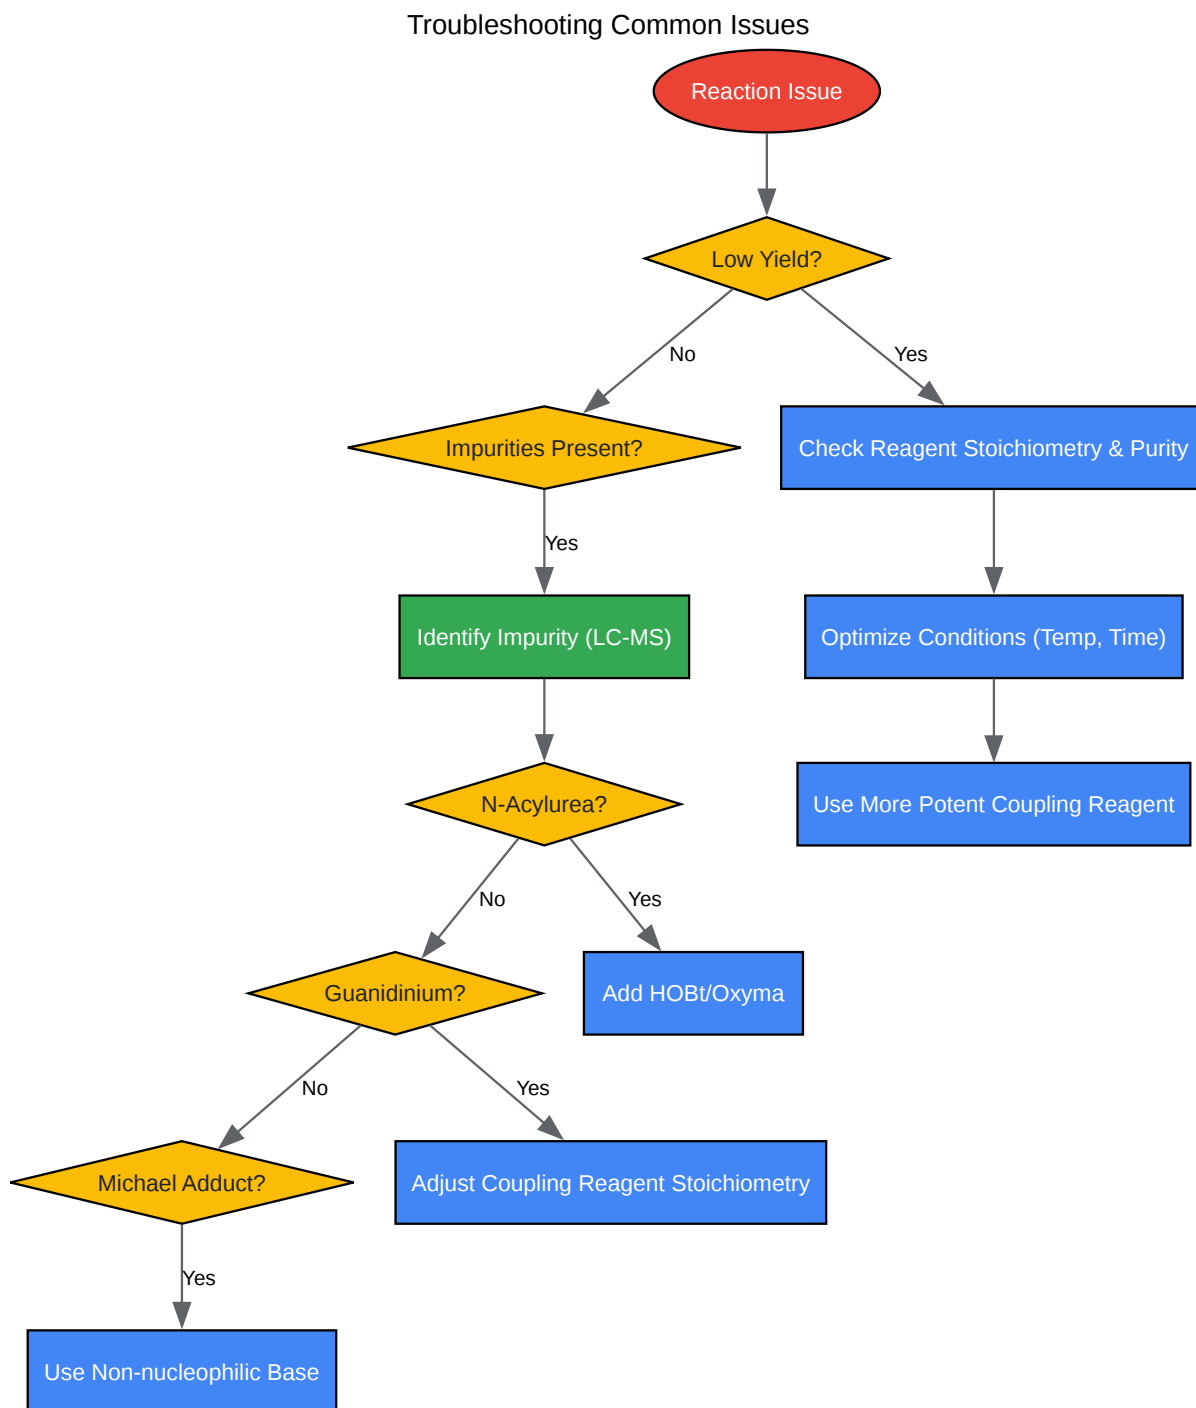 Troubleshooting Common Issues
Reaction Issue
Low Yield?
No
Yes
Impurities Present?
Check Reagent Stoichiometry & Purity
Yes
Identify Impurity (LC-MS)
Optimize Conditions (Temp, Time)
N-Acylurea?
Use More Potent Coupling Reagent
No
Yes
Guanidinium?
Add HOBt/Oxyma
No
Yes
Michael Adduct?
Adjust Coupling Reagent Stoichiometry
Yes
Use Non-nucleophilic Base